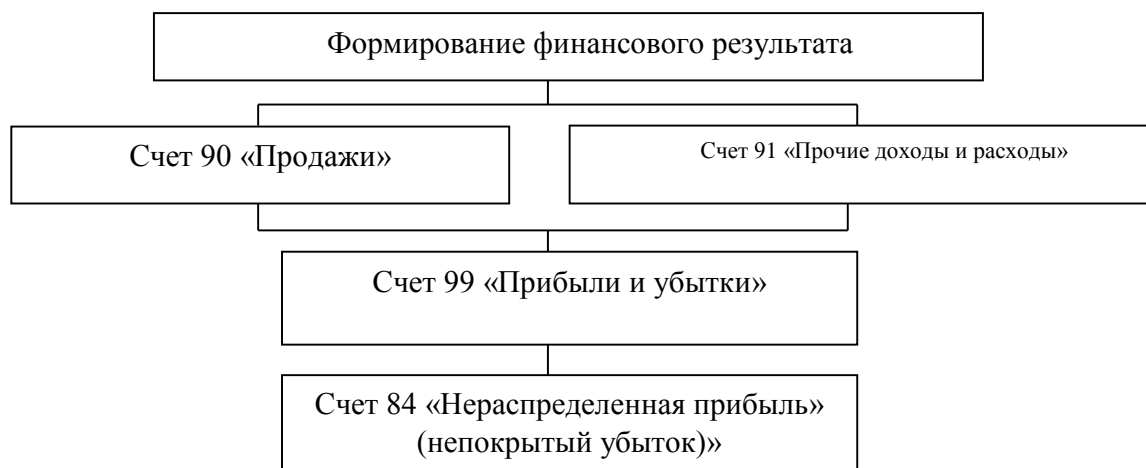 Формирование финансового результата
Счет 90 «Продажи»
Счет 91 «Прочие доходы и расходы»
Счет 99 «Прибыли и убытки»
Счет 84 «Нераспределенная прибыль»
(непокрытый убыток)»